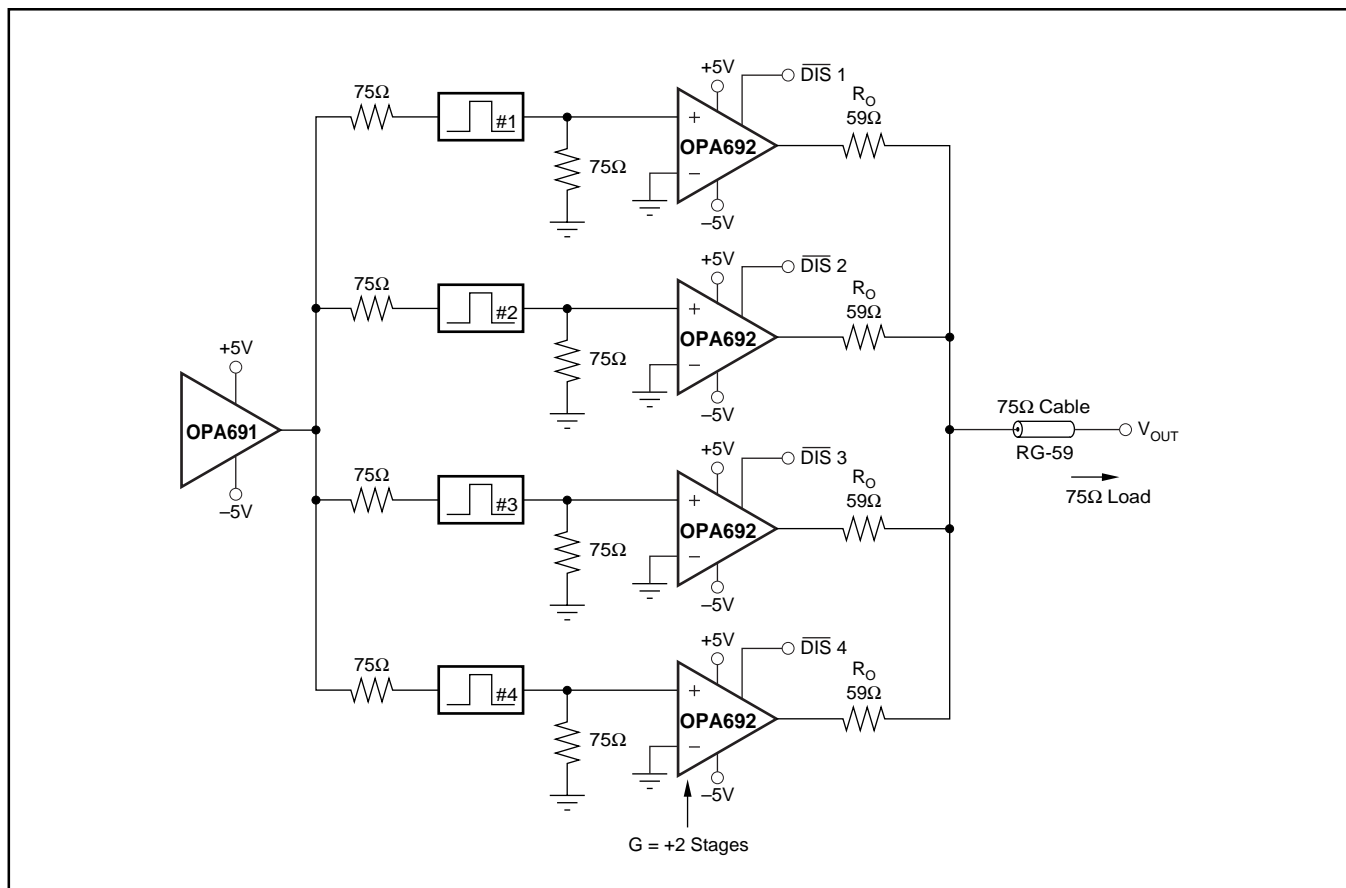 +5V
DIS 1
75Ω
#1
+
OPA692
−
75Ω
–5V
R_O
59Ω
+5V
DIS 2
75Ω
#2
+
OPA692
−
75Ω
–5V
R_O
59Ω
+5V
OPA691
–5V
75Ω Cable
RG-59
V_OUT
75Ω Load
+5V
DIS 3
75Ω
#3
+
OPA692
−
75Ω
–5V
R_O
59Ω
+5V
DIS 4
75Ω
#4
+
OPA692
−
75Ω
–5V
R_O
59Ω
G = +2 Stages